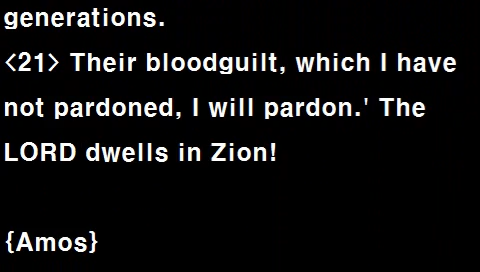 generations.
<21> Their bloodguilt, which I have
not pardoned, I will pardon.' The
LORD dwells in Zion!
{Amos}